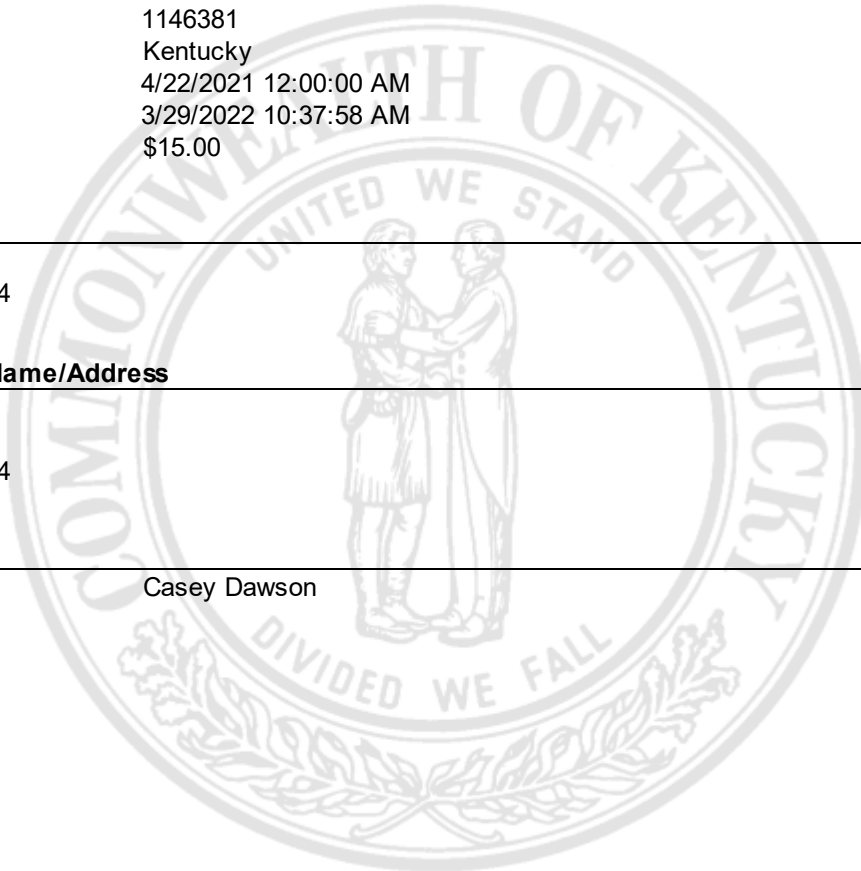 1146381
Kentucky
4/22/2021 12:00:00 AM
3/29/2022 10:37:58 AM
$15.00
4
lame/Address
4
Casey Dawson
COMMONWEALTH OF KENTUCKY
UNITED WE STAND
DIVIDED WE FALL